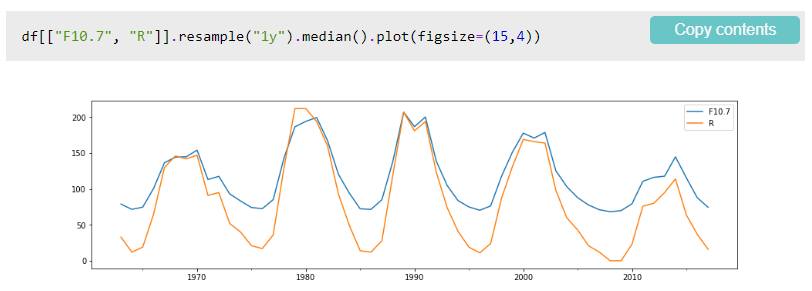 df[["F10.7", "R"]].resample("1y").median().plot(figsize=(15,4))
Copy contents
F10.7
R
200
150
100
50
0
1970
1980
1990
2000
2010